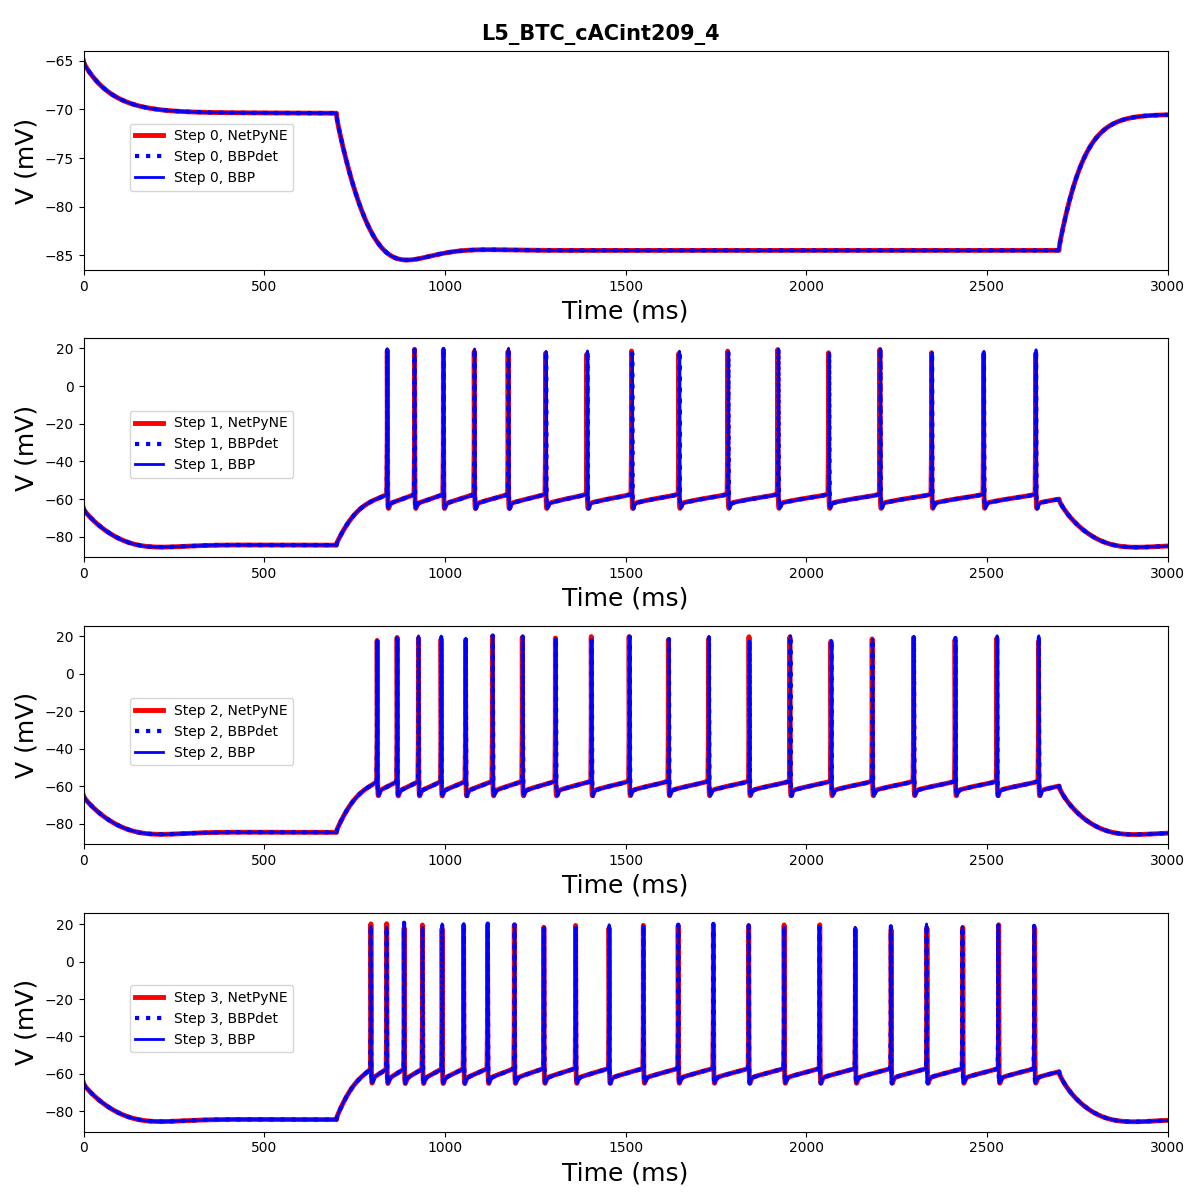 L5_BTC_cACint209_4
−65
−70
−75
−80
−85
V (mV)
Step 0, NetPyNE
Step 0, BBPdet
Step 0, BBP
0 500 1000 1500 2000 2500 3000
Time (ms)
20
0
−20
−40
−60
−80
V (mV)
Step 1, NetPyNE
Step 1, BBPdet
Step 1, BBP
0 500 1000 1500 2000 2500 3000
Time (ms)
20
0
−20
−40
−60
−80
V (mV)
Step 2, NetPyNE
Step 2, BBPdet
Step 2, BBP
0 500 1000 1500 2000 2500 3000
Time (ms)
20
0
−20
−40
−60
−80
V (mV)
Step 3, NetPyNE
Step 3, BBPdet
Step 3, BBP
0 500 1000 1500 2000 2500 3000
Time (ms)